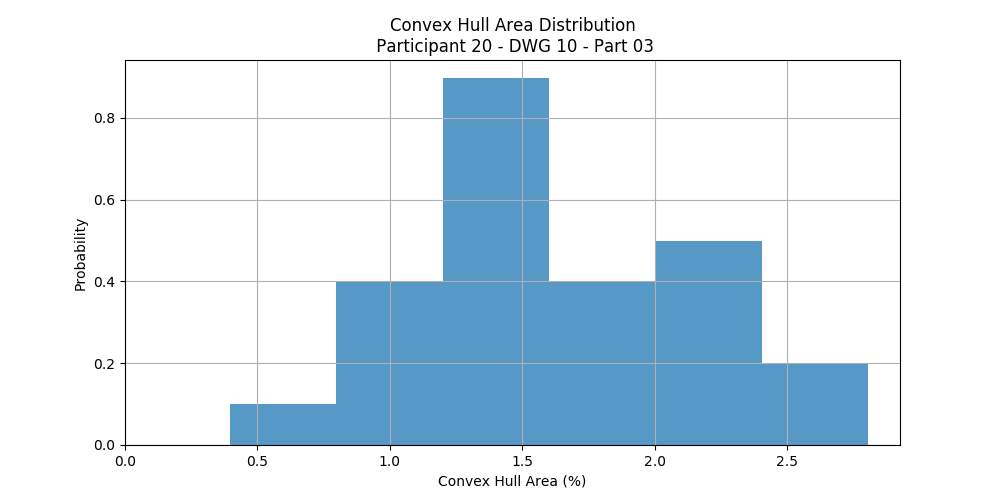 Convex Hull Area Distribution
Participant 20 - DWG 10 - Part 03
0.8
0.6
0.4
0.2
0.0
Probability
0.0 0.5 1.0 1.5 2.0 2.5
Convex Hull Area (%)